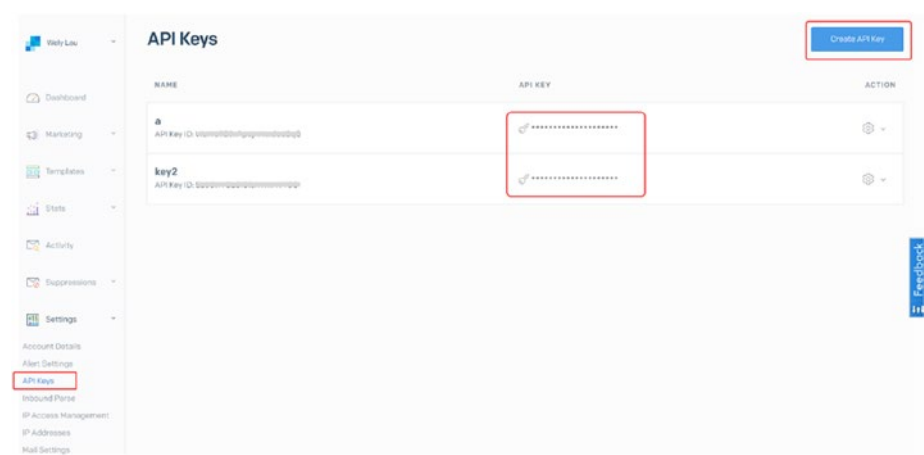 Wely Lau
API Keys
Create API Key
Dashboard
Marketing
Templates
Stats
Activity
Suppressions
Settings
Account Details
Alert Settings
API Keys
Inbound Parse
IP Access Management
IP Addresses
Mail Settings
NAME
API KEY
ACTION
a
API Key ID:
••••••••••••••••••••
key2
API Key ID:
••••••••••••••••••••
Feedback